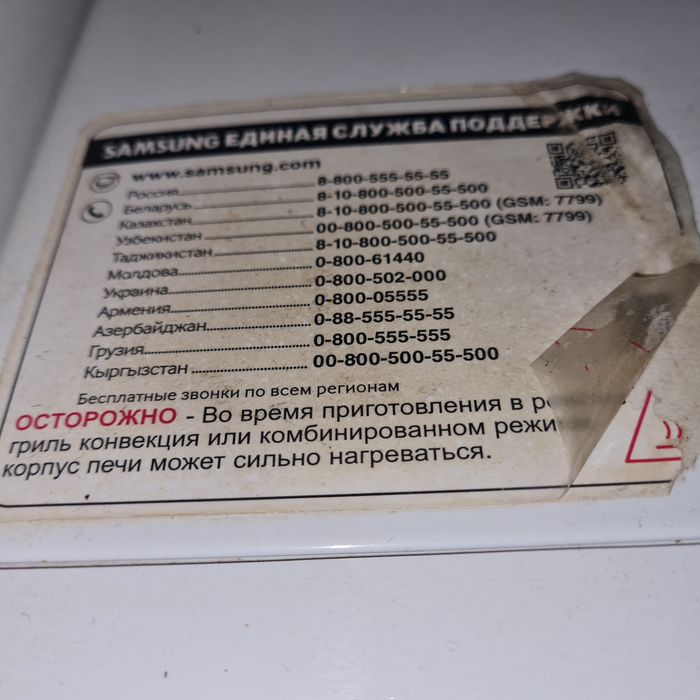 SAMSUNG ЕДИНАЯ СЛУЖБА ПОДДЕРЖКИ
www.samsung.com
Россия 8-800-555-55-55
Беларусь 8-10-800-500-55-500
Казахстан 8-10-800-500-55-500 (GSM: 7799)
Узбекистан 00-800-500-55-500 (GSM: 7799)
Таджикистан 8-10-800-500-55-500
Молдова 0-800-61440
Украина 0-800-502-000
Армения 0-800-05555
Азербайджан 0-88-555-55-55
Грузия 0-800-555-555
Кыргызстан 00-800-500-55-500
Бесплатные звонки по всем регионам
ОСТОРОЖНО - Во время приготовления в
гриль конвекция или комбинированном
корпус печи может сильно нагреваться.